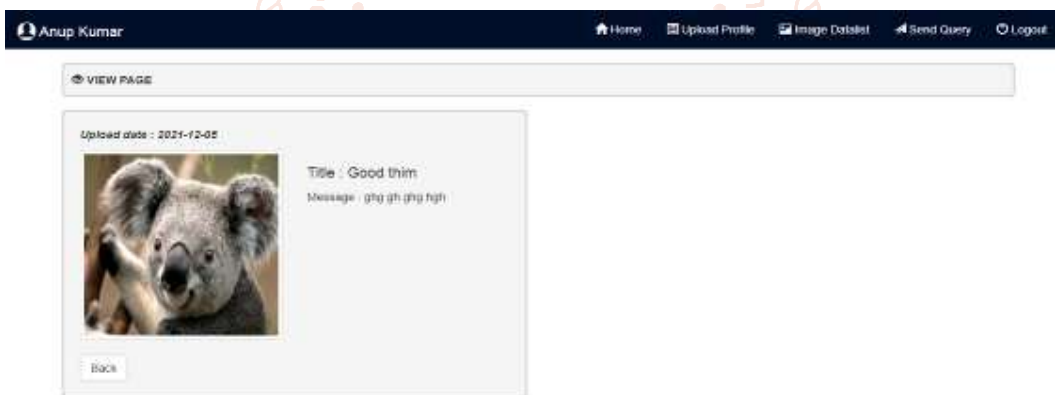 Anup Kumar
Home Upload Profile Image Datalist Send Query Logout
VIEW PAGE
Upload date : 2021-12-05
Title : Good thim
Message : ghg gh ghg hgh
Back